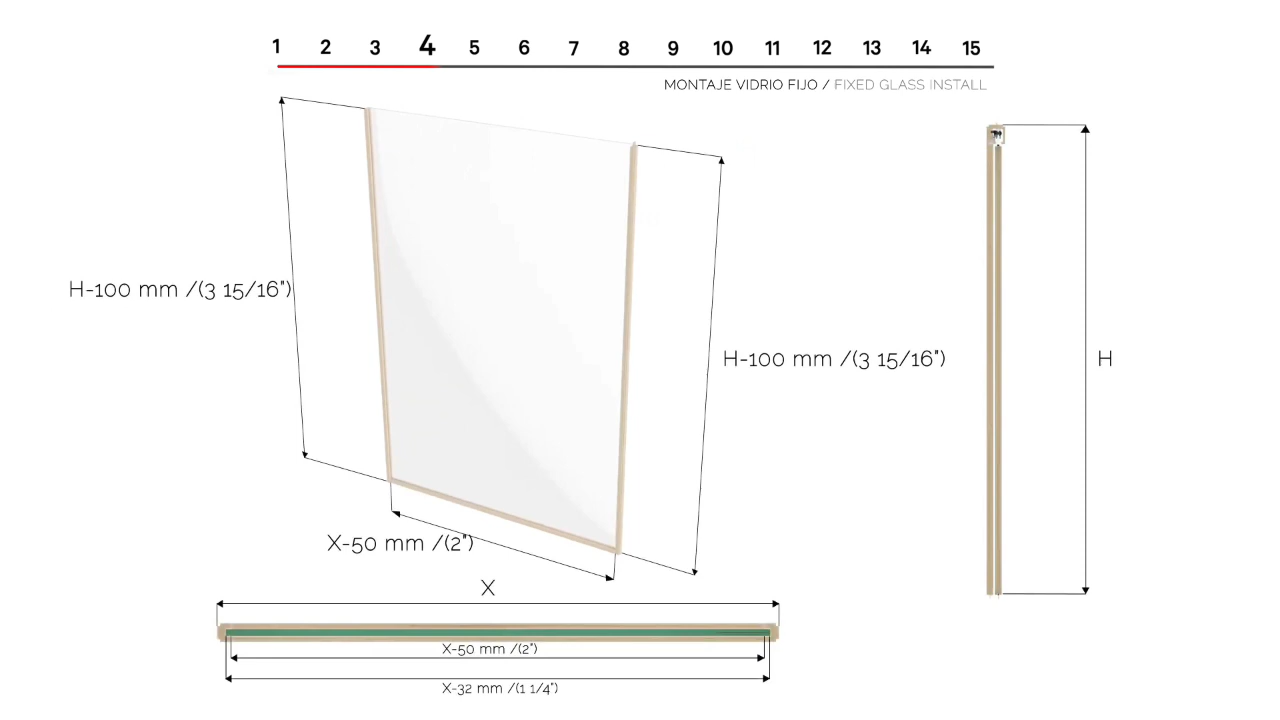 1 2 3 4 5 6 7 8 9 10 11 12 13 14 15
MONTAJE VIDRIO FIJO / FIXED GLASS INSTALL
H-100 mm /(3 15/16")
H-100 mm /(3 15/16")
H
X-50 mm /(2")
X
X-50 mm /(2")
X-32 mm /(1 1/4")